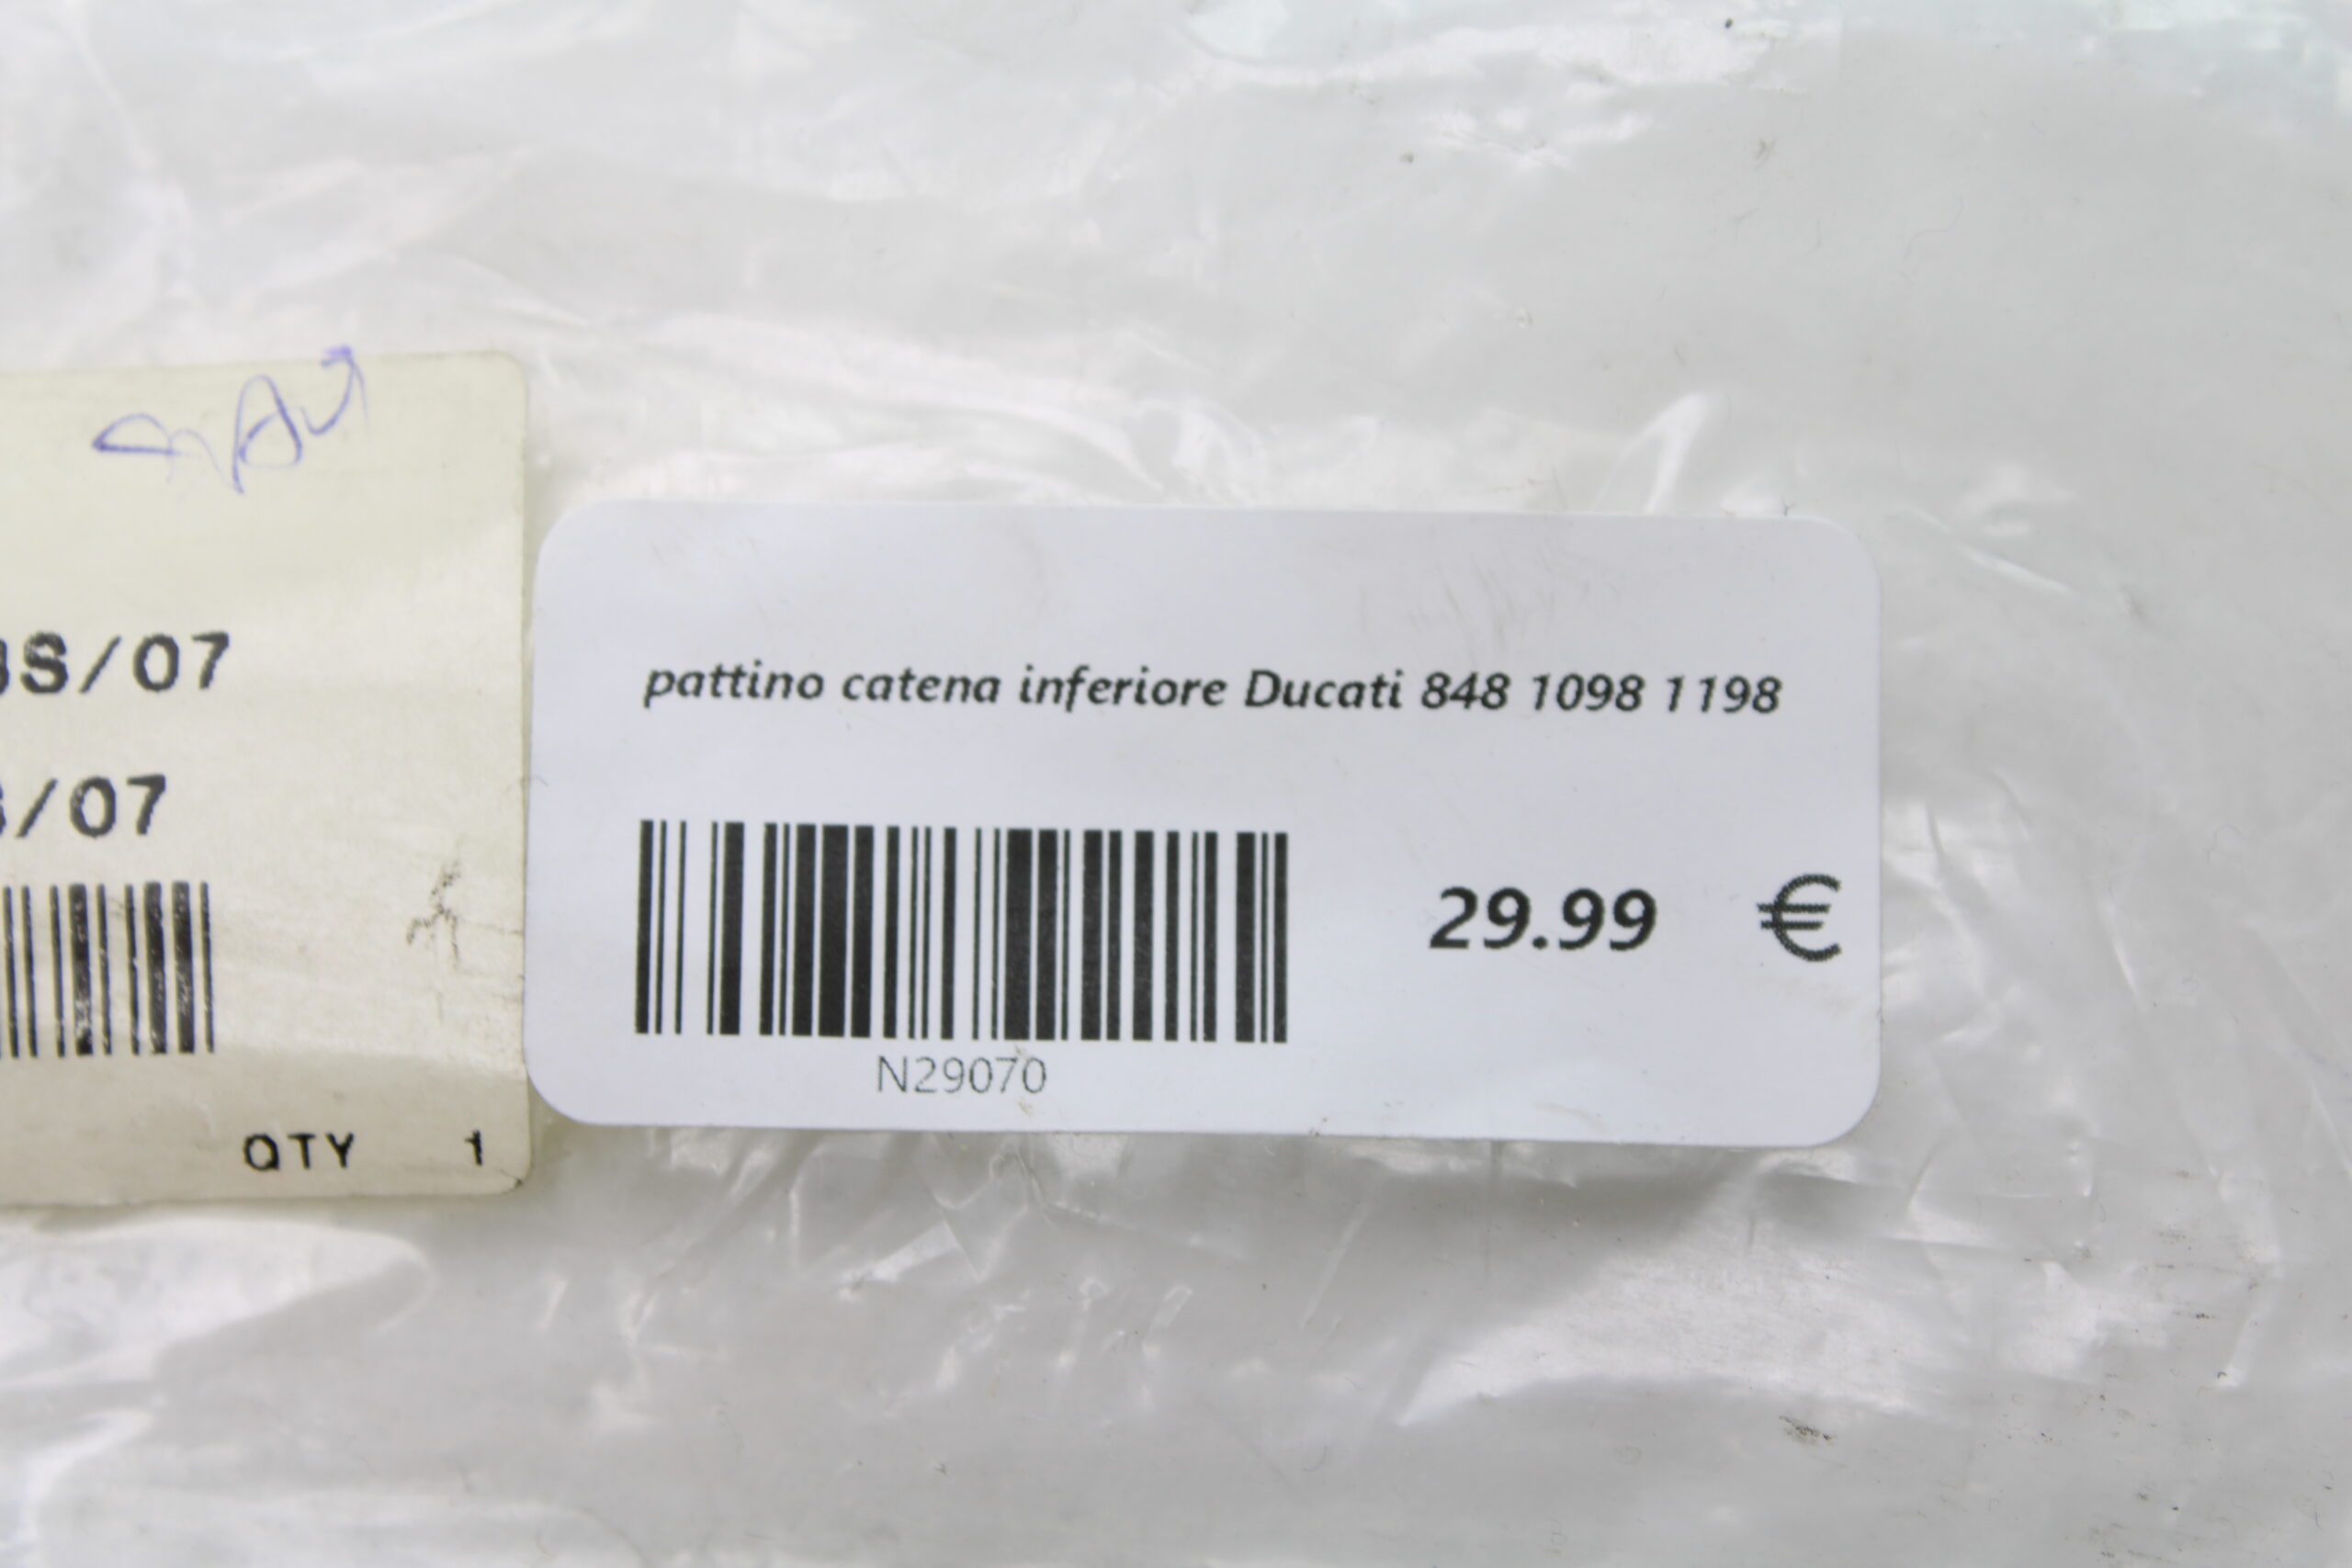 S/07
/07
QTY 1
pattino catena inferiore Ducati 848 1098 1198
29.99 €
N29070